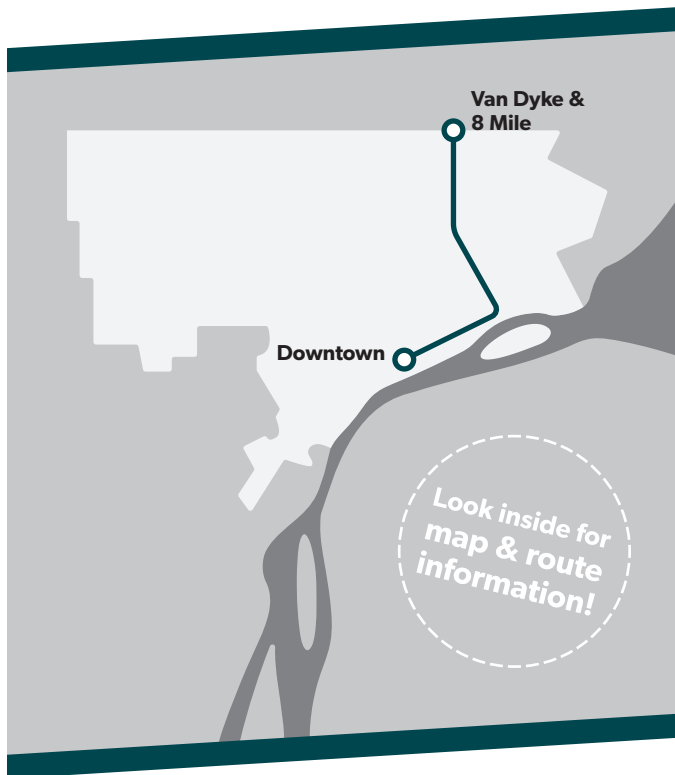 Van Dyke &
8 Mile
Downtown
Look inside for
map & route
information!